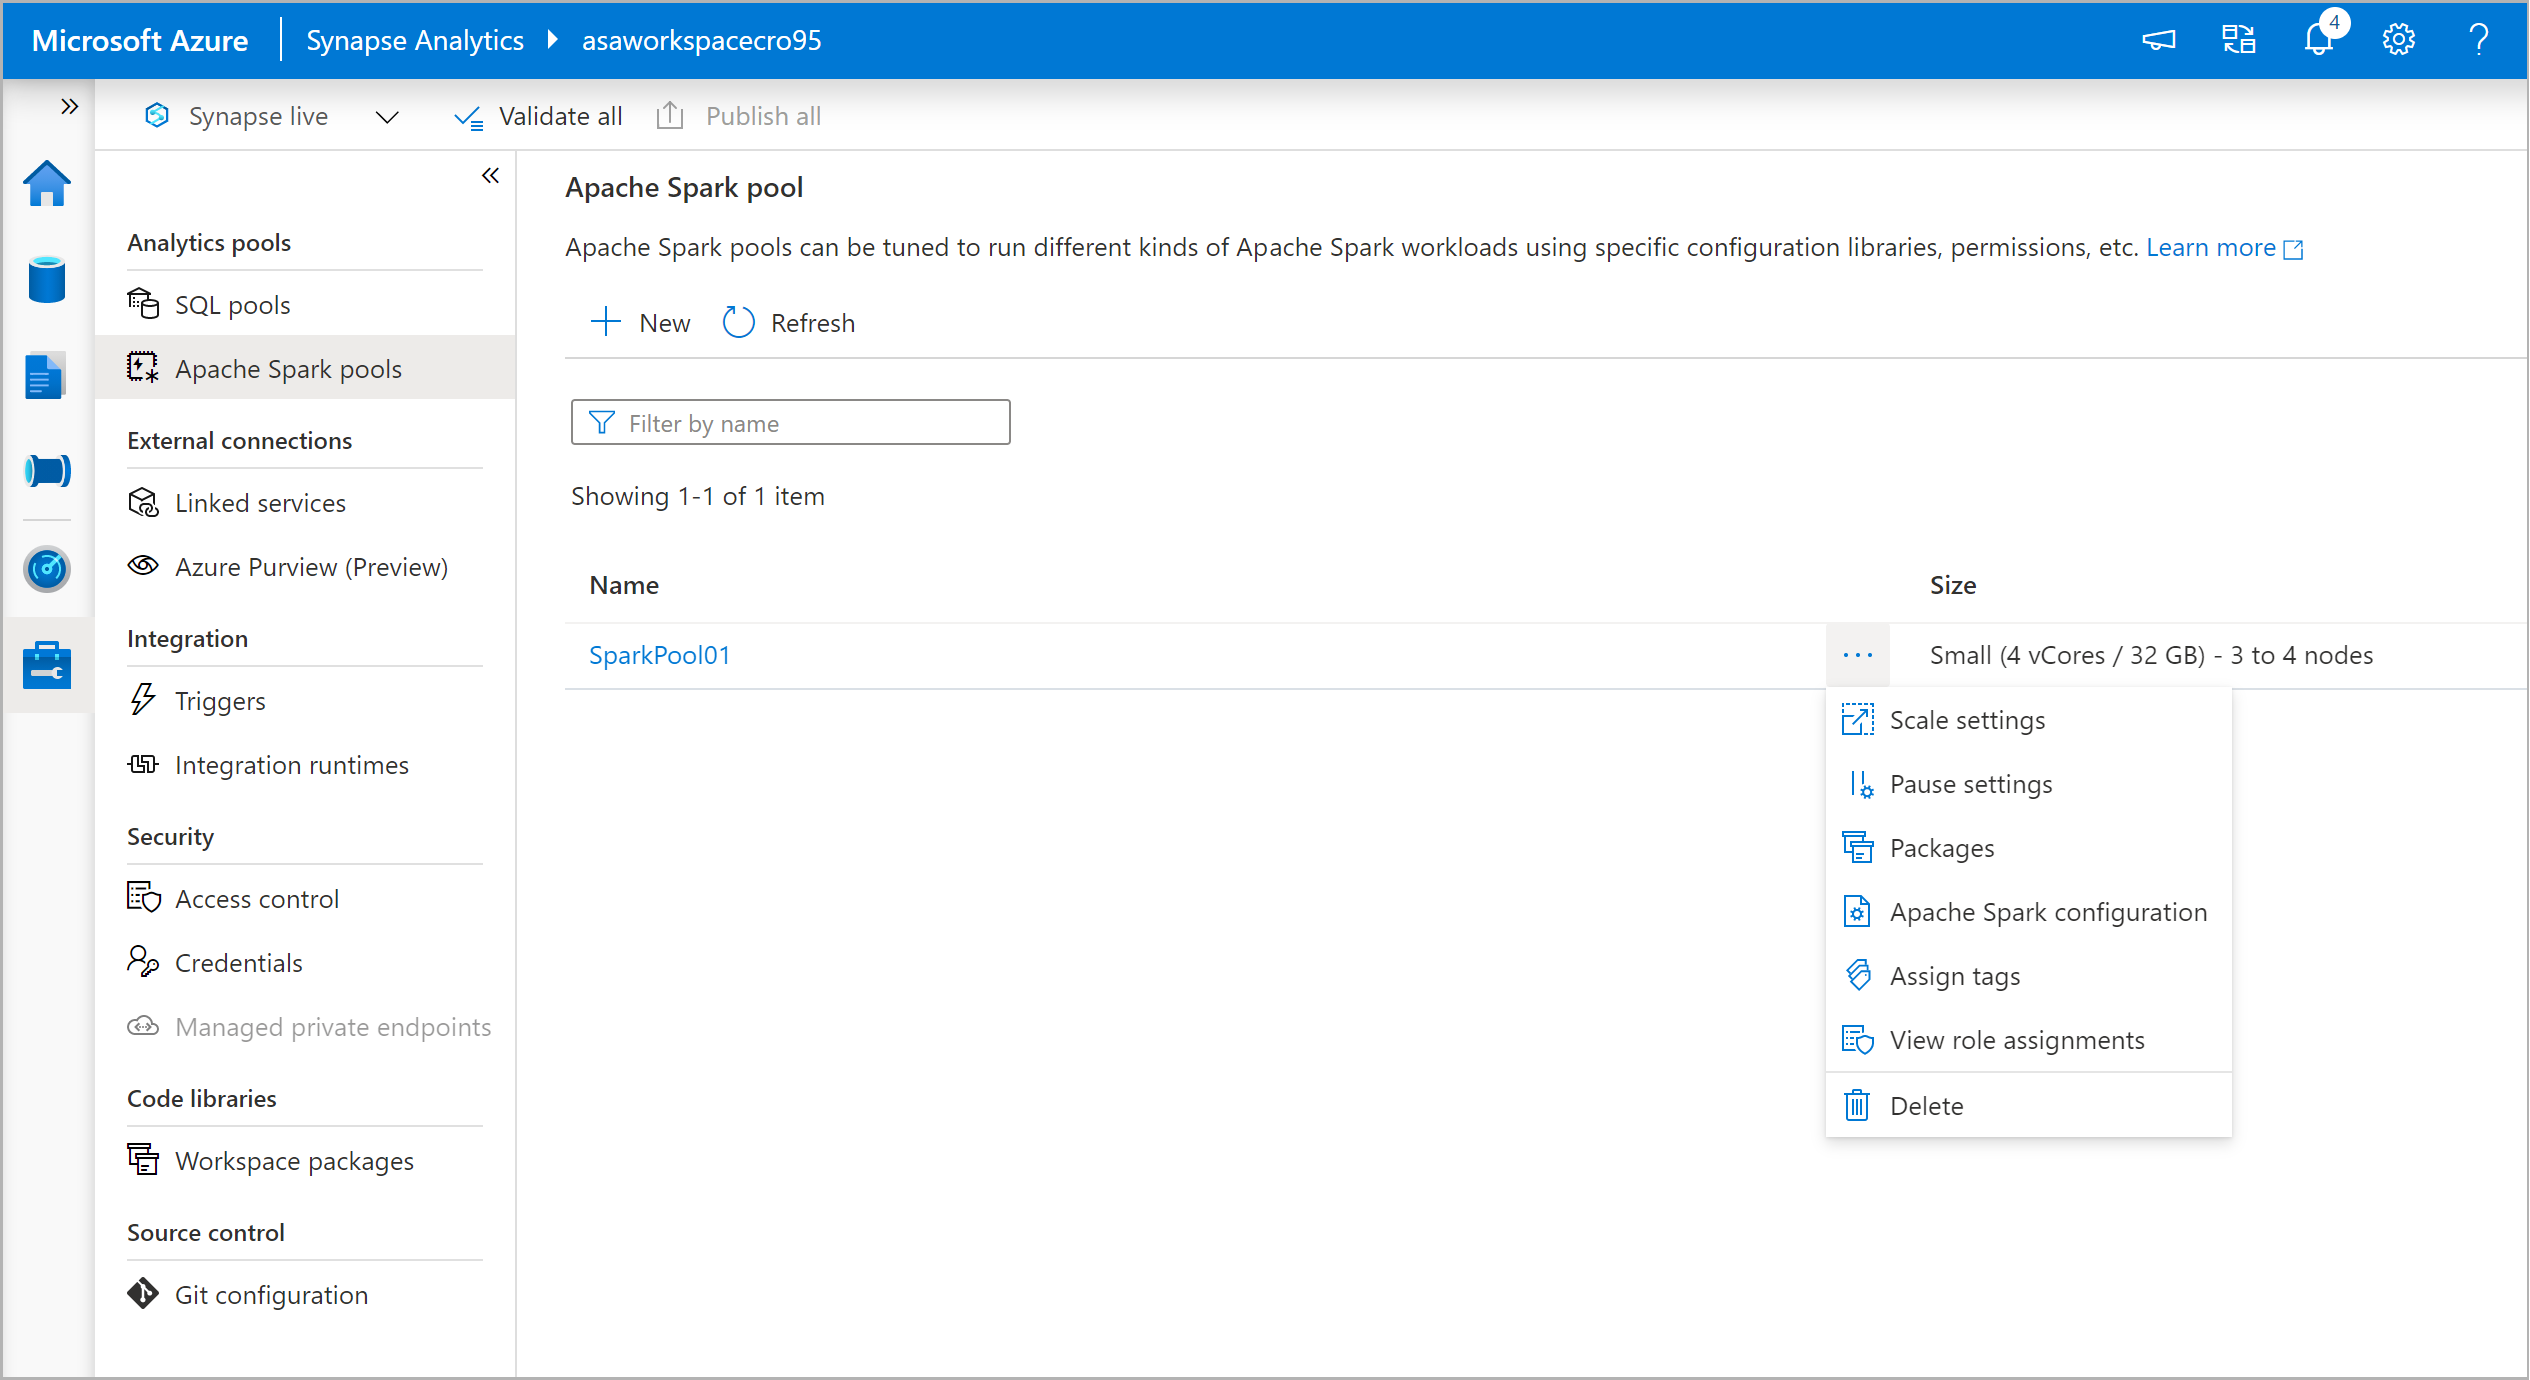 Microsoft Azure
Synapse Analytics
asaworkspacecro95
4
?
Synapse live
Validate all
Publish all
Analytics pools
SQL pools
Apache Spark pools
External connections
Linked services
Azure Purview (Preview)
Integration
Triggers
Integration runtimes
Security
Access control
Credentials
Managed private endpoints
Code libraries
Workspace packages
Source control
Git configuration
Apache Spark pool
Apache Spark pools can be tuned to run different kinds of Apache Spark workloads using specific configuration libraries, permissions, etc. Learn more
New
Refresh
Filter by name
Showing 1-1 of 1 item
Name
Size
SparkPool01
...
Small (4 vCores / 32 GB) - 3 to 4 nodes
Scale settings
Pause settings
Packages
Apache Spark configuration
Assign tags
View role assignments
Delete